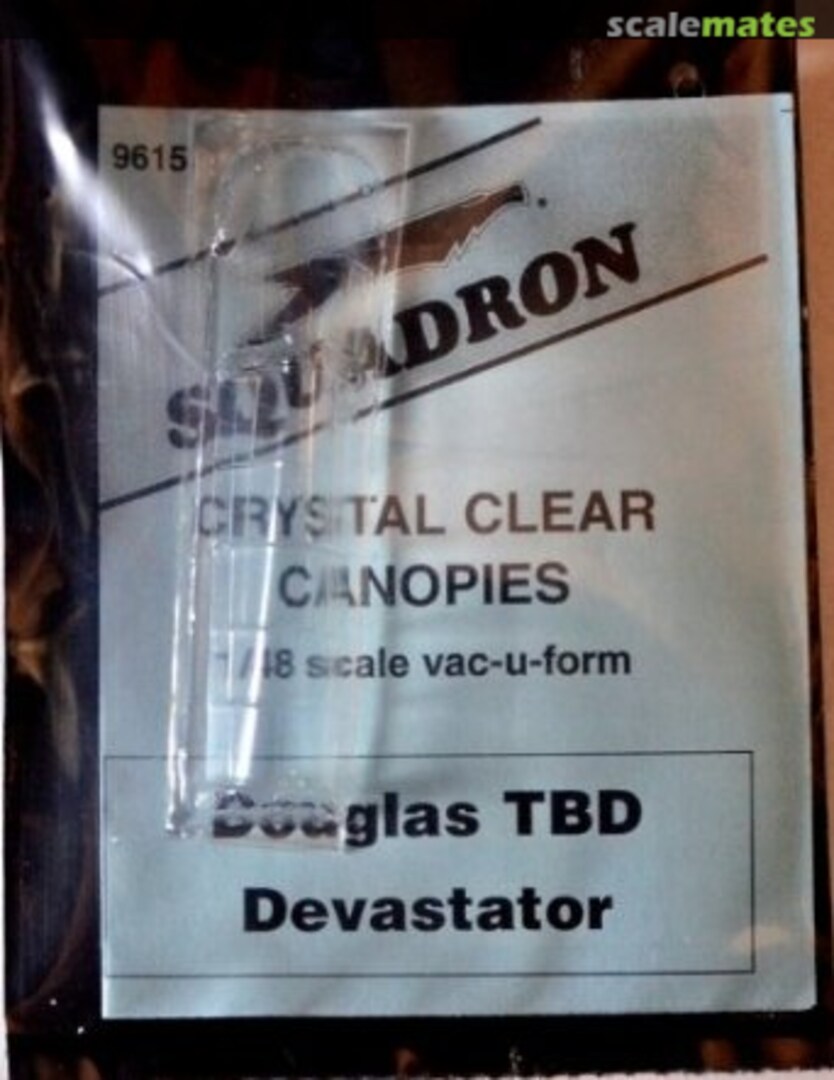 scalemates
9615
SQUADRON
CRYSTAL CLEAR
CANOPIES
1/48 scale vac-u-form
Douglas TBD
Devastator